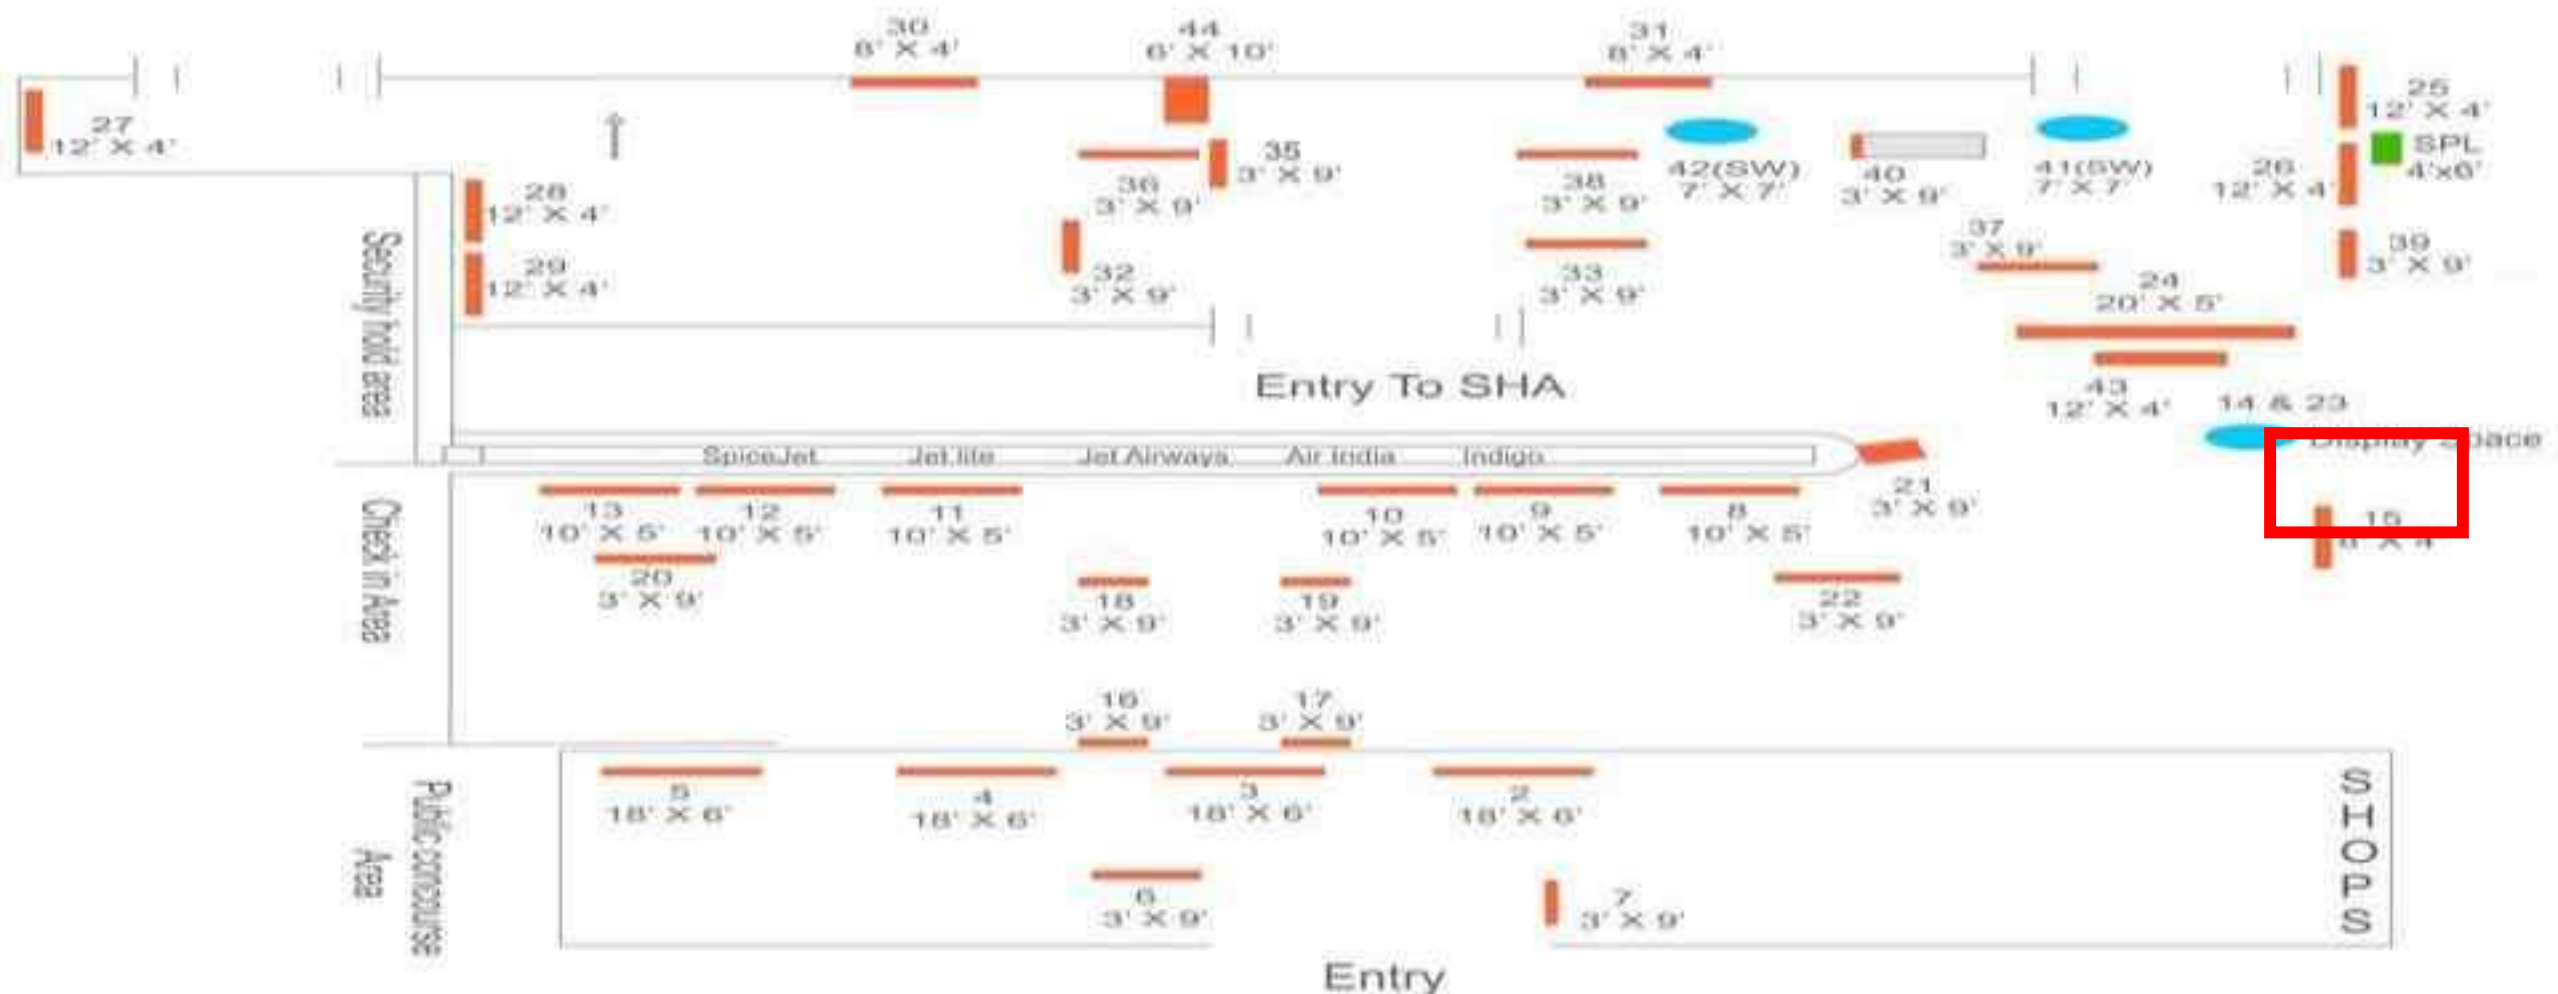 30
8' X 4'
44
6' X 10'
31
8' X 4'
25
12' X 4'
27
12' X 4'
35
3' X 9'
36
3' X 9'
38
3' X 9'
42(SW)
7' X 7'
40
3' X 9'
41(SW)
7' X 7'
26
12' X 4'
SPL
4'x6'
28
12' X 4'
29
12' X 4'
32
3' X 9'
33
3' X 9'
37
3' X 9'
39
3' X 9'
24
20' X 5'
43
12' X 4'
14 & 23
Display Space
Security hold area
Entry To SHA
SpiceJet
Jet lite
Jet Airways
Air India
Indigo
21
3' X 9'
Check in Area
13
10' X 5'
12
10' X 5'
11
10' X 5'
10
10' X 5'
9
10' X 5'
8
10' X 5'
15
8' X 4'
20
3' X 9'
18
3' X 9'
19
3' X 9'
22
3' X 9'
16
3' X 9'
17
3' X 9'
Public concourse
Area
5
18' X 6'
4
18' X 6'
3
18' X 6'
2
18' X 6'
SHOPS
6
3' X 9'
7
3' X 9'
Entry